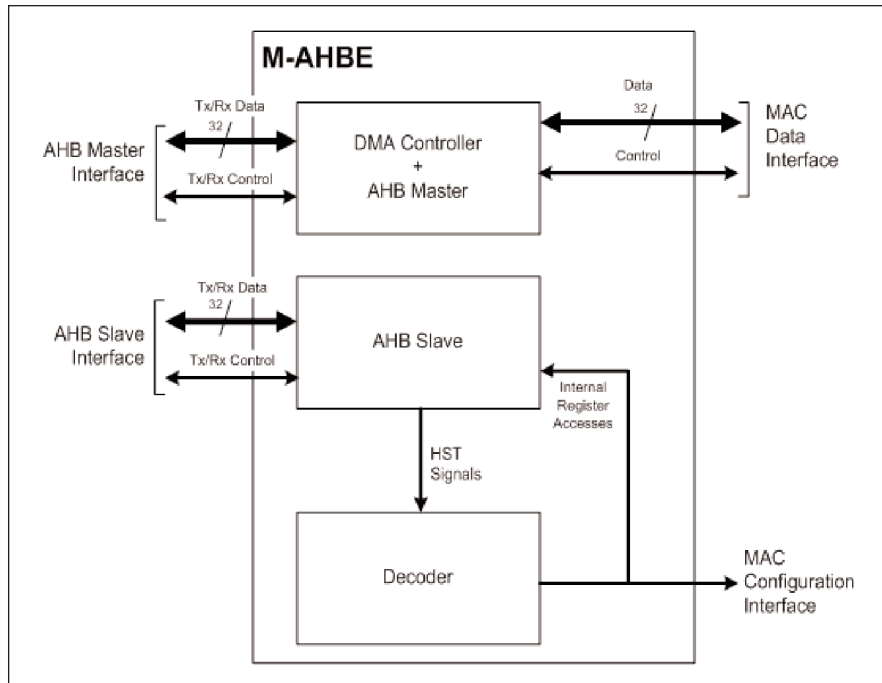 M-AHBE
Tx/Rx Data
32
AHB Master
Interface
Tx/Rx Control
DMA Controller
+
AHB Master
Data
32
Control
MAC
Data
Interface
Tx/Rx Data
32
AHB Slave
Interface
Tx/Rx Control
AHB Slave
Internal
Register
Accesses
HST
Signals
Decoder
MAC
Configuration
Interface